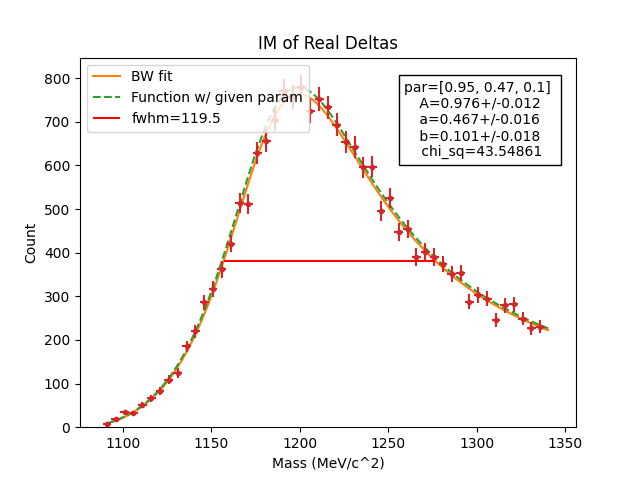 IM of Real Deltas
BW fit
Function w/ given param
fwhm=119.5
par=[0.95, 0.47, 0.1]
A=0.976+/-0.012
a=0.467+/-0.016
b=0.101+/-0.018
chi_sq=43.54861
Count
800
700
600
500
400
300
200
100
0
1100
1150
1200
1250
1300
1350
Mass (MeV/c^2)